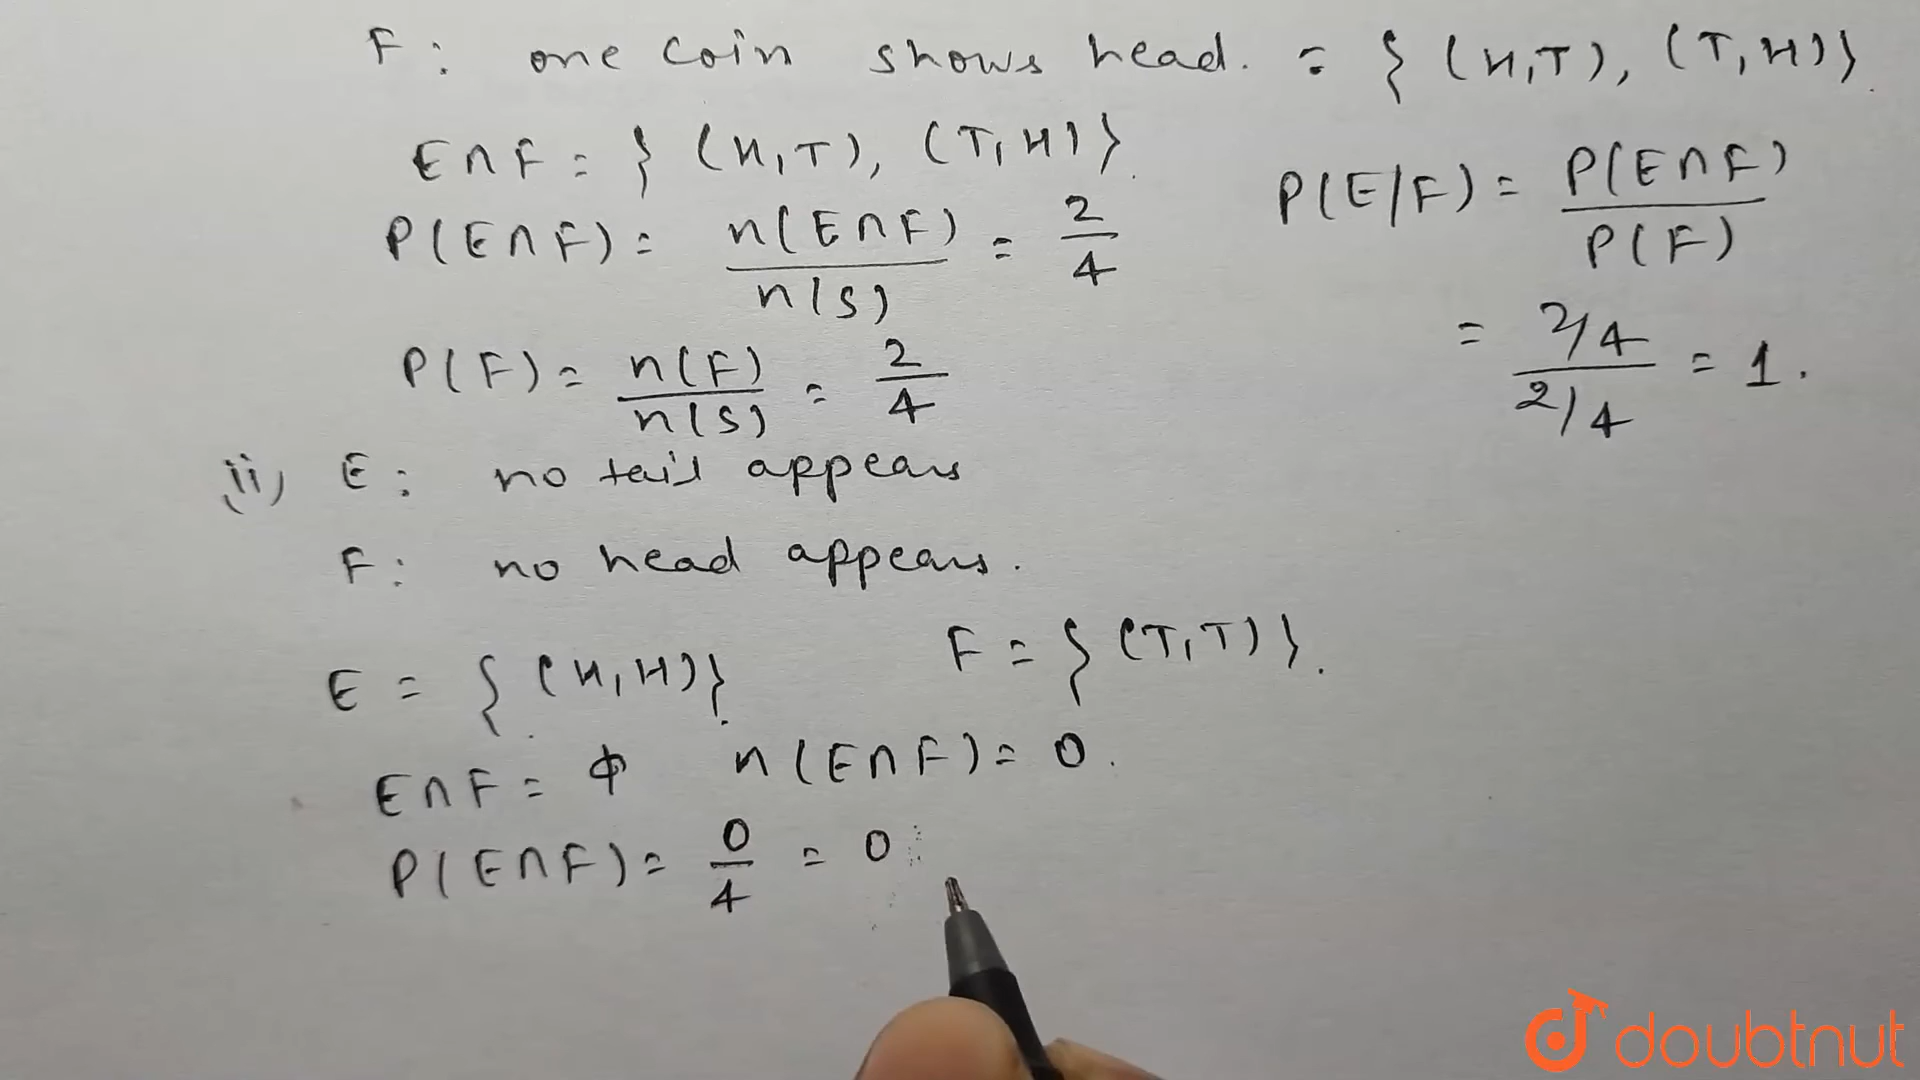 F: one coin shows head. = {(H,T), (T,H)}.
E∩F = {(H,T), (T,H)}.
P(E∩F) = n(E∩F)/n(S) = 2/4
P(F) = n(F)/n(S) = 2/4
P(E/F) = P(E∩F)/P(F)
= 2/4 / 2/4 = 1.
ii) E: no tail appears
F: no head appears.
E = {(H,H)}. F = {(T,T)}.
E∩F = ϕ n(E∩F) = 0.
P(E∩F) = 0/4 = 0
doubtnut